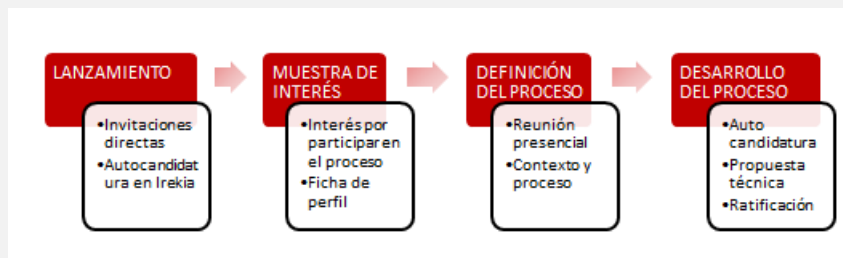 LANZAMIENTO
•Invitaciones
directas
•Autocandidat
ura en Irekia
MUESTRA DE
INTERÉS
•Interés por
participar en
el proceso
•Ficha de
perfil
DEFINICIÓN
DEL PROCESO
•Reunión
presencial
•Contexto y
proceso
DESARROLLO
DEL PROCESO
•Auto
candidatura
•Propuesta
técnica
•Ratificación